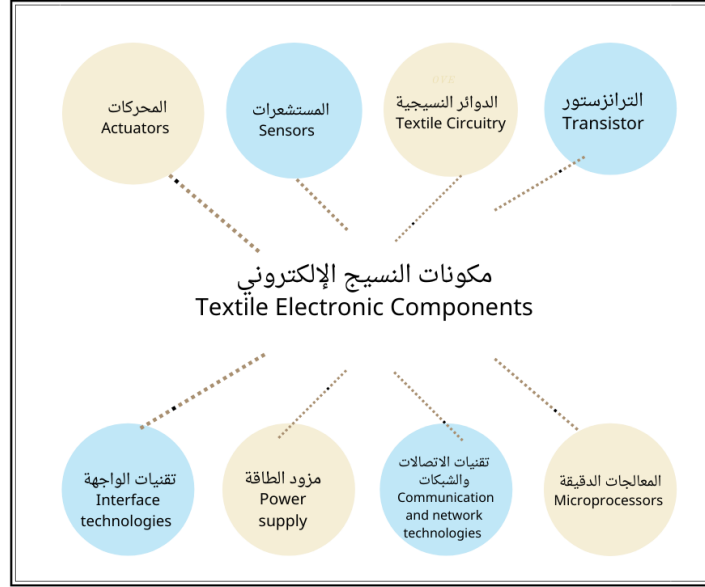 المحركات
Actuators
المستشعرات
Sensors
الدوائر النسيجية
Textile Circuitry
الترانزستور
Transistor
مكونات النسيج الإلكتروني
Textile Electronic Components
تقنيات الواجهة
Interface
technologies
مزود الطاقة
Power
supply
تقنيات الاتصالات
والشبكات
Communication
and network
technologies
المعالجات الدقيقة
Microprocessors